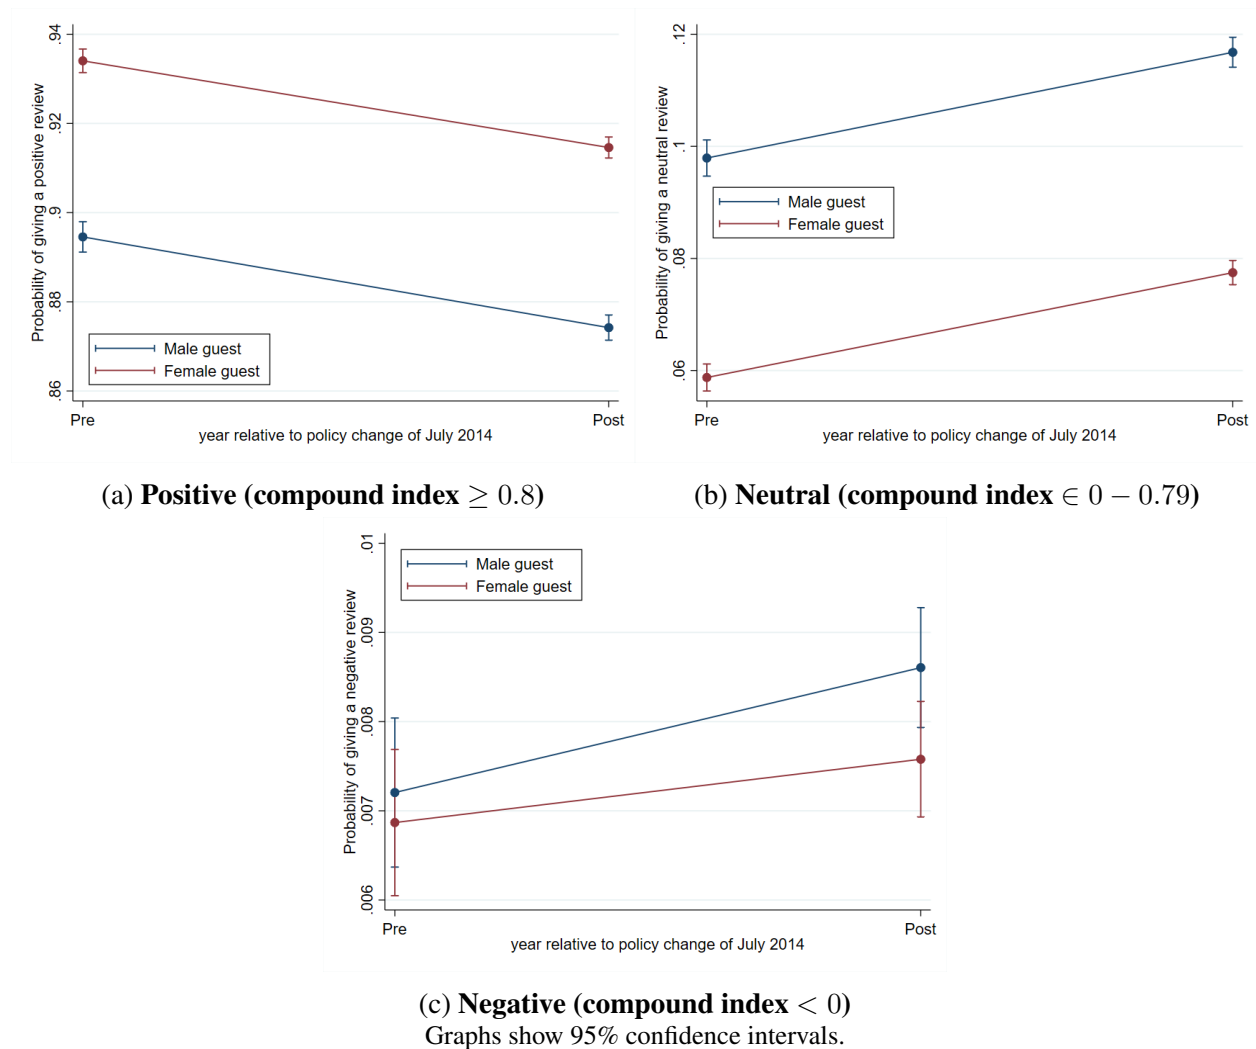 Probability of giving a positive review
.94
.92
.9
.88
.86
Male guest
Female guest
Pre
Post
year relative to policy change of July 2014
(a) Positive (compound index ≥ 0.8)
Probability of giving a neutral review
.12
.1
.08
.06
Male guest
Female guest
Pre
Post
year relative to policy change of July 2014
(b) Neutral (compound index ∈ 0 − 0.79)
Probability of giving a negative review
.01
.009
.008
.007
.006
Male guest
Female guest
Pre
Post
year relative to policy change of July 2014
(c) Negative (compound index < 0)
Graphs show 95% confidence intervals.